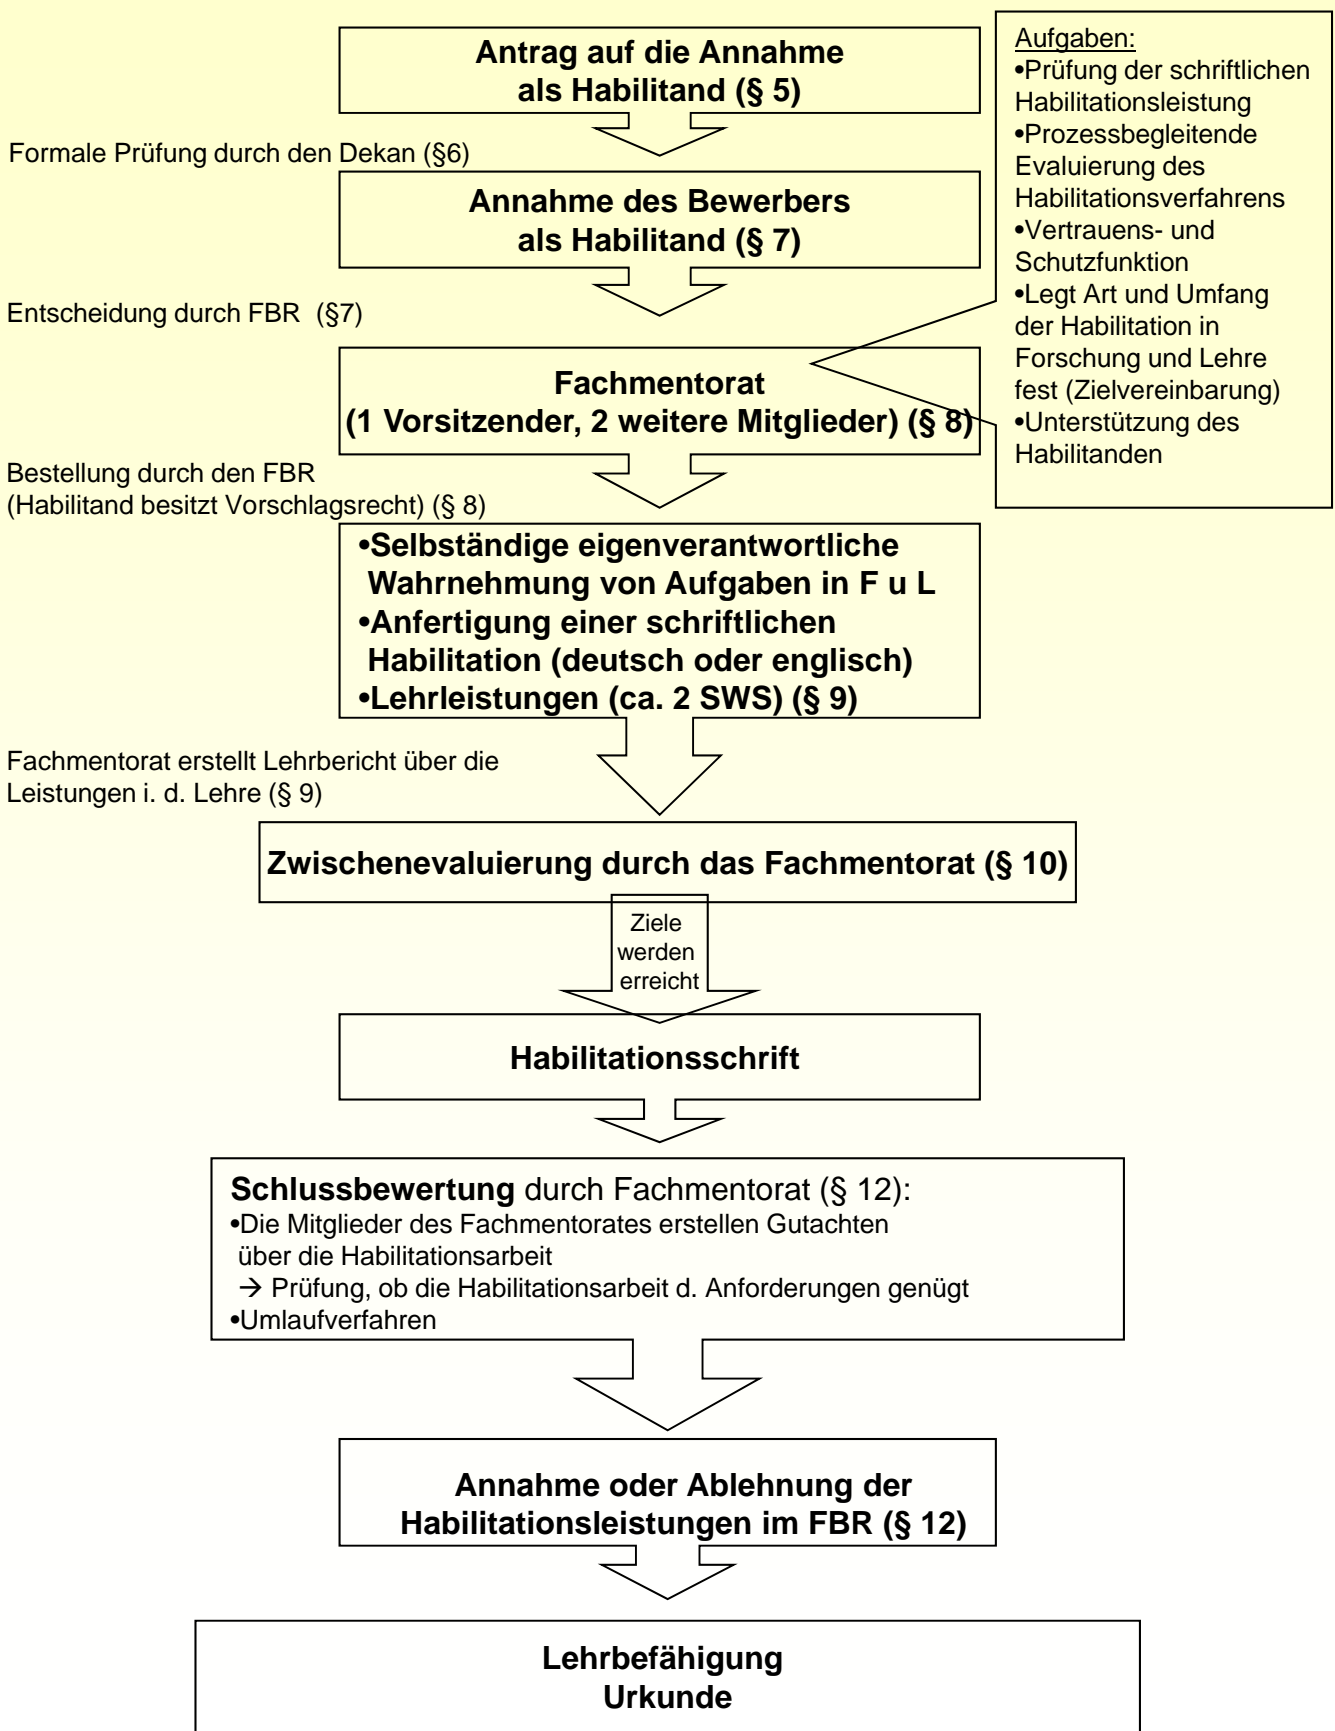 Antrag auf die Annahme
als Habilitand (§ 5)
Formale Prüfung durch den Dekan (§6)
Annahme des Bewerbers
als Habilitand (§ 7)
Entscheidung durch FBR (§7)
Aufgaben:
•Prüfung der schriftlichen
Habilitationsleistung
•Prozessbegleitende
Evaluierung des
Habilitationsverfahrens
•Vertrauens- und
Schutzfunktion
•Legt Art und Umfang
der Habilitation in
Forschung und Lehre
fest (Zielvereinbarung)
•Unterstützung des
Habilitanden
Fachmentorat
(1 Vorsitzender, 2 weitere Mitglieder) (§ 8)
Bestellung durch den FBR
(Habilitand besitzt Vorschlagsrecht) (§ 8)
•Selbständige eigenverantwortliche
Wahrnehmung von Aufgaben in F u L
•Anfertigung einer schriftlichen
Habilitation (deutsch oder englisch)
•Lehrleistungen (ca. 2 SWS) (§ 9)
Fachmentorat erstellt Lehrbericht über die
Leistungen i. d. Lehre (§ 9)
Zwischenevaluierung durch das Fachmentorat (§ 10)
Ziele
werden
erreicht
Habilitationsschrift
Schlussbewertung durch Fachmentorat (§ 12):
•Die Mitglieder des Fachmentorates erstellen Gutachten
über die Habilitationsarbeit
→ Prüfung, ob die Habilitationsarbeit d. Anforderungen genügt
•Umlaufverfahren
Annahme oder Ablehnung der
Habilitationsleistungen im FBR (§ 12)
Lehrbefähigung
Urkunde